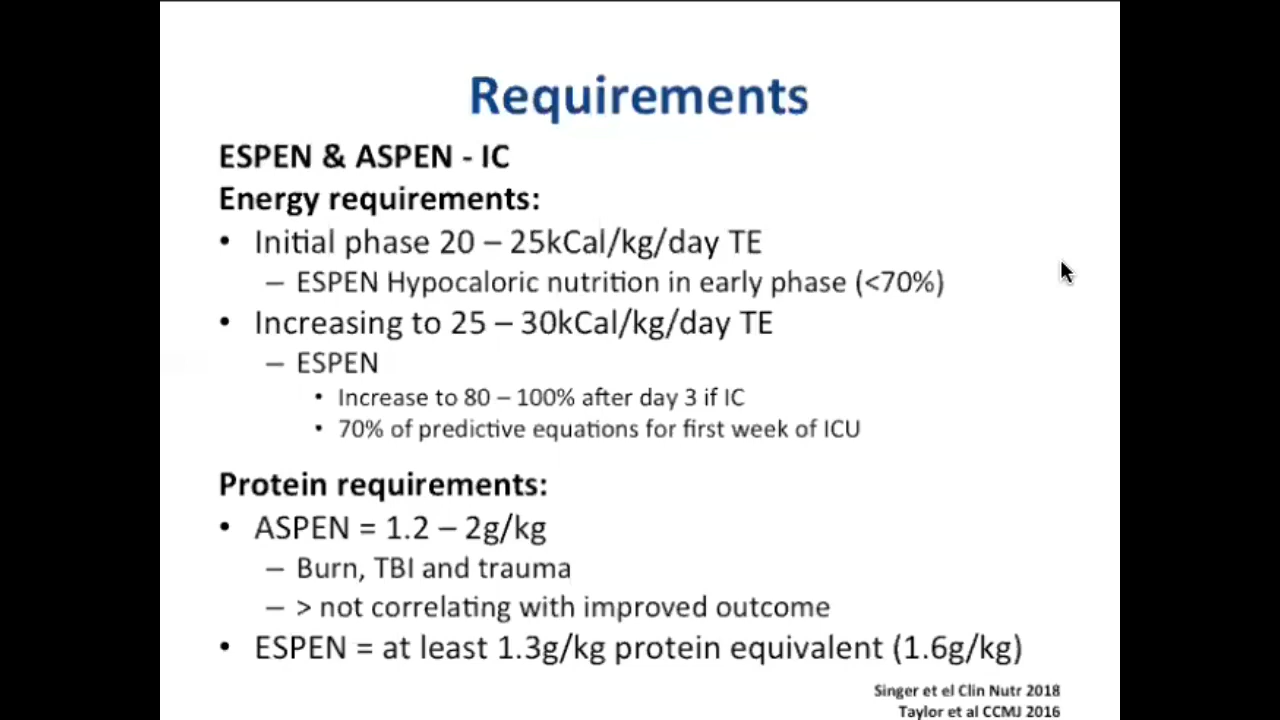 Requirements
ESPEN & ASPEN - IC
Energy requirements:
• Initial phase 20 – 25kCal/kg/day TE
– ESPEN Hypocaloric nutrition in early phase (<70%)
• Increasing to 25 – 30kCal/kg/day TE
– ESPEN
• Increase to 80 – 100% after day 3 if IC
• 70% of predictive equations for first week of ICU
Protein requirements:
• ASPEN = 1.2 – 2g/kg
– Burn, TBI and trauma
– > not correlating with improved outcome
• ESPEN = at least 1.3g/kg protein equivalent (1.6g/kg)
Singer et el Clin Nutr 2018
Taylor et al CCMJ 2016